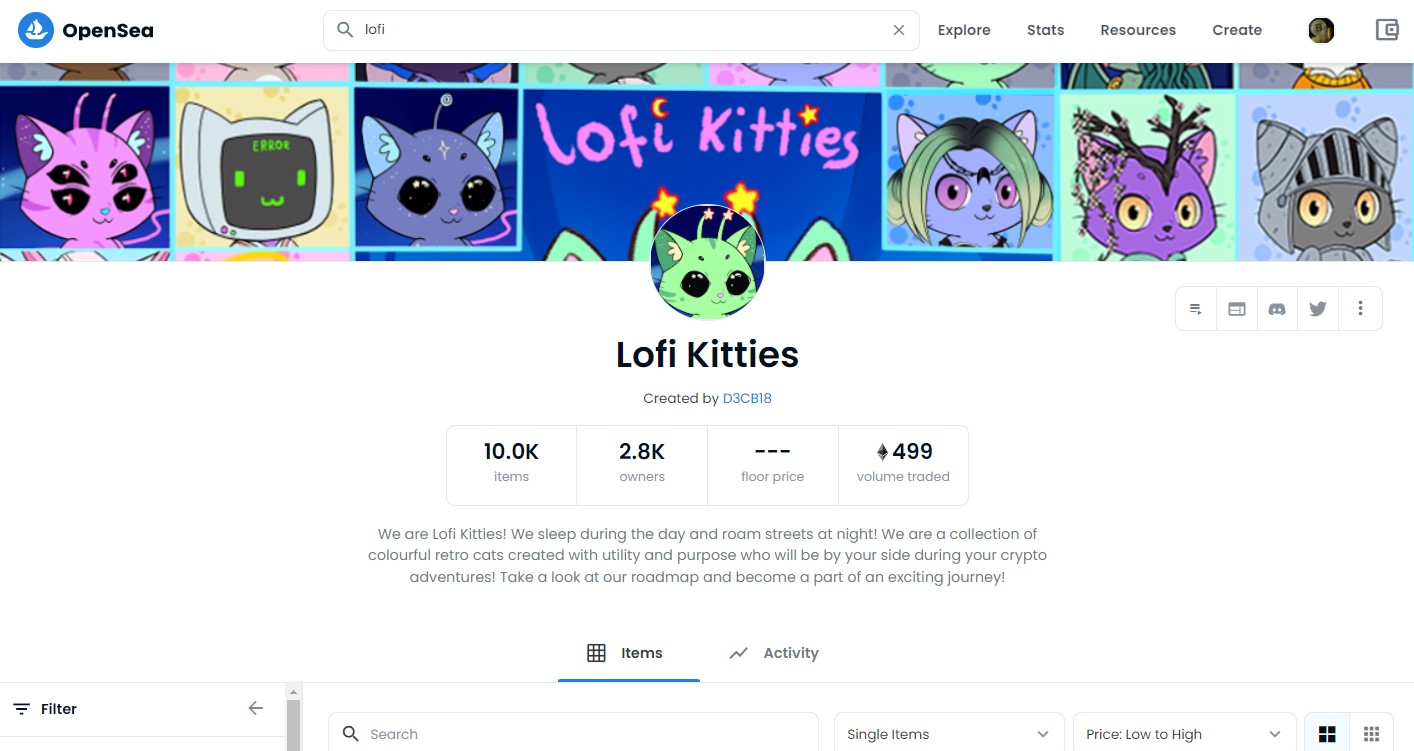 OpenSea
lofi
Explore
Stats
Resources
Create
ERROR
Lofi Kitties
Lofi Kitties
Created by D3CB18
10.0K
items
2.8K
owners
---
floor price
499
volume traded
We are Lofi Kitties! We sleep during the day and roam streets at night! We are a collection of
colourful retro cats created with utility and purpose who will be by your side during your crypto
adventures! Take a look at our roadmap and become a part of an exciting journey!
Items
Activity
Filter
Search
Single Items
Price: Low to High